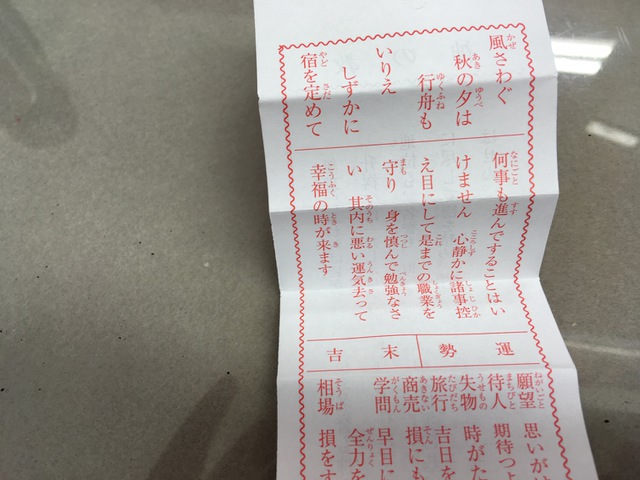 風さわぐ
秋の夕は
行舟も
いりえ
しずかに
宿を定めて
何事も進んですることはい
けません 心静かに諸事控
え目にして是までの職業を
守り 身を慎んで勉強なさ
い 其内に悪い運気去って
幸福の時が来ます
運勢
末吉
願望 思いがけ
待人 期待つよ
失物 時がた
旅行 吉日を
商売 損にも
学問 早日に
相場 損をす